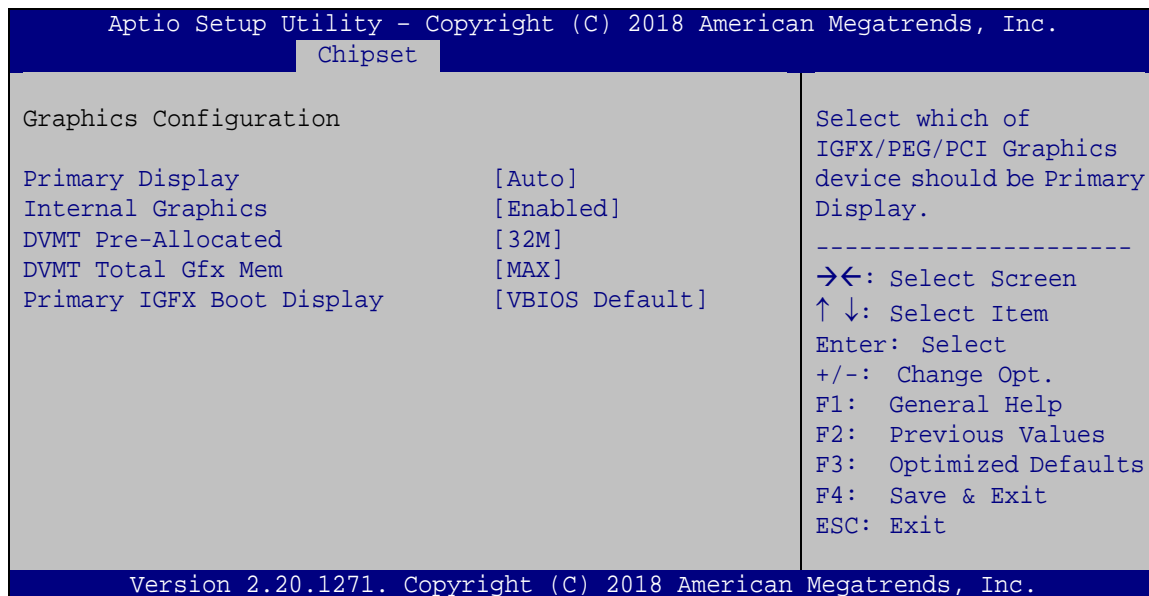 Aptio Setup Utility – Copyright (C) 2018 American Megatrends, Inc.
Chipset
Graphics Configuration
Primary Display [Auto]
Internal Graphics [Enabled]
DVMT Pre-Allocated [32M]
DVMT Total Gfx Mem [MAX]
Primary IGFX Boot Display [VBIOS Default]
Select which of
IGFX/PEG/PCI Graphics
device should be Primary
Display.
----------------------
→←: Select Screen
↑ ↓: Select Item
Enter: Select
+/-: Change Opt.
F1: General Help
F2: Previous Values
F3: Optimized Defaults
F4: Save & Exit
ESC: Exit
Version 2.20.1271. Copyright (C) 2018 American Megatrends, Inc.